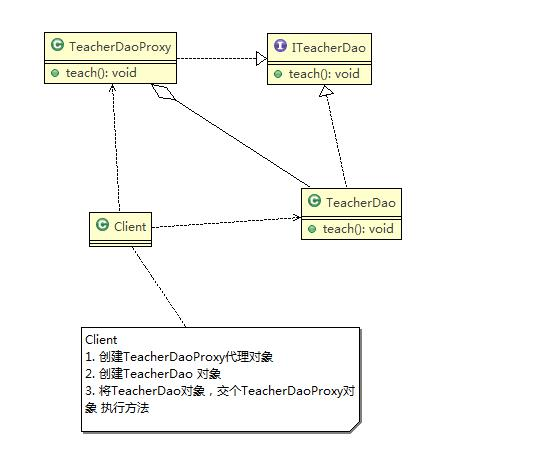 TeacherDaoProxy
teach(): void
ITeacherDao
teach(): void
TeacherDao
teach(): void
Client
Client
1. 创建TeacherDaoProxy代理对象
2. 创建TeacherDao 对象
3. 将TeacherDao对象，交个TeacherDaoProxy对
象 执行方法